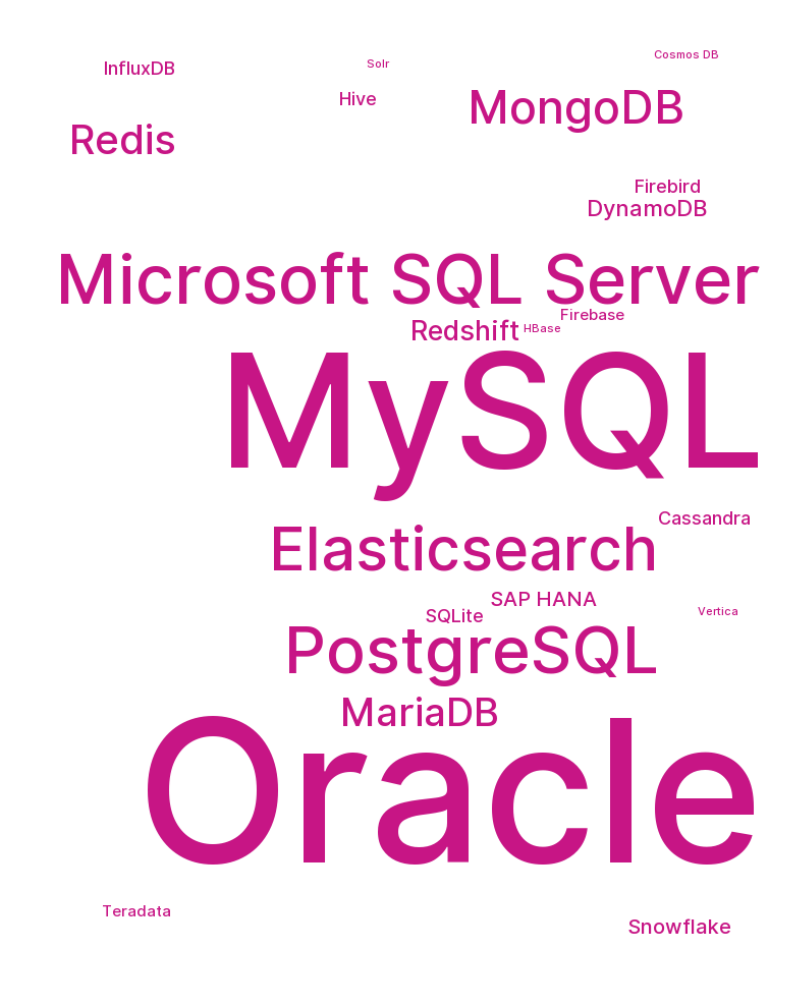 Cosmos DB
Solr
InfluxDB
Hive
MongoDB
Redis
Firebird
DynamoDB
Microsoft SQL Server
Firebase
Redshift
HBase
MySQL
Cassandra
Elasticsearch
SAP HANA
Vertica
SQLite
PostgreSQL
MariaDB
Oracle
Teradata
Snowflake